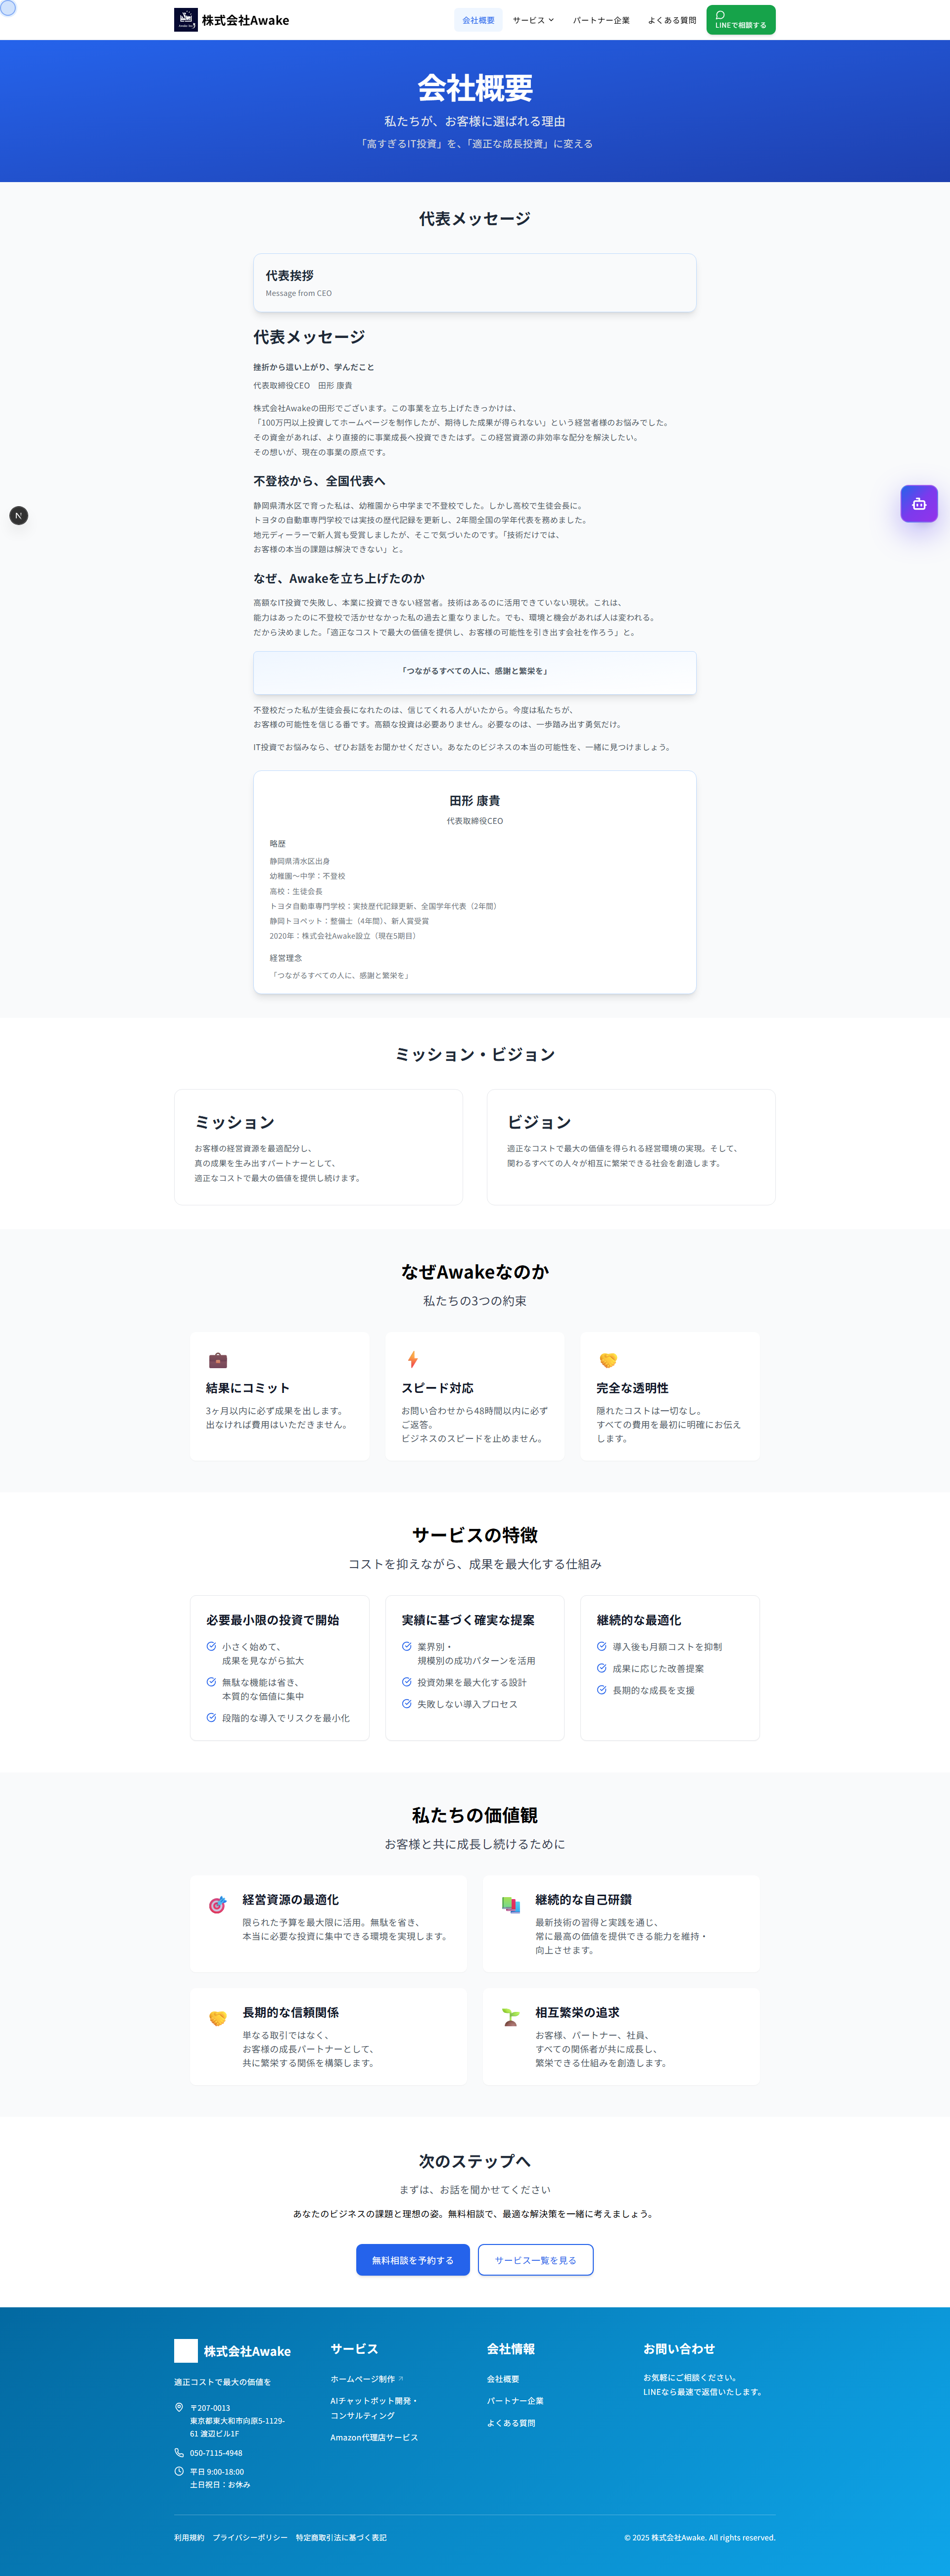 株式会社Awake
会社概要
サービス
パートナー企業
よくある質問
LINEで相談する
会社概要
私たちが、お客様に選ばれる理由
「高すぎるIT投資」を、「適正な成長投資」に変える
代表メッセージ
代表挨拶
Message from CEO
代表メッセージ
挫折から這い上がり、学んだこと
代表取締役CEO 田形 康貴
株式会社Awakeの田形でございます。この事業を立ち上げたきっかけは、
「100万円以上投資してホームページを制作したが、期待した成果が得られない」という経営者様のお悩みでした。
その資金があれば、より直接的に事業成長へ投資できたはず。この経営資源の非効率な配分を解決したい。
その想いが、現在の事業の原点です。
不登校から、全国代表へ
静岡県清水区で育った私は、幼稚園から中学まで不登校でした。しかし高校で生徒会長に。
トヨタの自動車専門学校では実技の歴代記録を更新し、2年間全国の学年代表を務めました。
地元ディーラーで新人賞も受賞しましたが、そこで気づいたのです。「技術だけでは、
お客様の本当の課題は解決できない」と。
なぜ、Awakeを立ち上げたのか
高額なIT投資で失敗し、本業に投資できない経営者。技術はあるのに活用できていない現状。これは、
能力はあったのに不登校で活かせなかった私の過去と重なりました。でも、環境と機会があれば人は変われる。
だから決めました。「適正なコストで最大の価値を提供し、お客様の可能性を引き出す会社を作ろう」と。
「つながるすべての人に、感謝と繁栄を」
不登校だった私が生徒会長になれたのは、信じてくれる人がいたから。今度は私たちが、
お客様の可能性を信じる番です。高額な投資は必要ありません。必要なのは、一歩踏み出す勇気だけ。
IT投資でお悩みなら、ぜひお話をお聞かせください。あなたのビジネスの本当の可能性を、一緒に見つけましょう。
田形 康貴
代表取締役CEO
略歴
静岡県清水区出身
幼稚園〜中学：不登校
高校：生徒会長
トヨタ自動車専門学校：実技歴代記録更新、全国学年代表（2年間）
静岡トヨペット：整備士（4年間）、新人賞受賞
2020年：株式会社Awake設立（現在5期目）
経営理念
「つながるすべての人に、感謝と繁栄を」
ミッション・ビジョン
ミッション
お客様の経営資源を最適配分し、
真の成果を生み出すパートナーとして、
適正なコストで最大の価値を提供し続けます。
ビジョン
適正なコストで最大の価値を得られる経営環境の実現。そして、
関わるすべての人々が相互に繁栄できる社会を創造します。
なぜAwakeなのか
私たちの3つの約束
結果にコミット
3ヶ月以内に必ず成果を出します。
出なければ費用はいただきません。
スピード対応
お問い合わせから48時間以内に必ず
ご返答。
ビジネスのスピードを止めません。
完全な透明性
隠れたコストは一切なし。
すべての費用を最初に明確にお伝え
します。
サービスの特徴
コストを抑えながら、成果を最大化する仕組み
必要最小限の投資で開始
小さく始めて、
成果を見ながら拡大
無駄な機能は省き、
本質的な価値に集中
段階的な導入でリスクを最小化
実績に基づく確実な提案
業界別・
規模別の成功パターンを活用
投資効果を最大化する設計
失敗しない導入プロセス
継続的な最適化
導入後も月額コストを抑制
成果に応じた改善提案
長期的な成長を支援
私たちの価値観
お客様と共に成長し続けるために
経営資源の最適化
限られた予算を最大限に活用。無駄を省き、
本当に必要な投資に集中できる環境を実現します。
継続的な自己研鑽
最新技術の習得と実践を通じ、
常に最高の価値を提供できる能力を維持・
向上させます。
長期的な信頼関係
単なる取引ではなく、
お客様の成長パートナーとして、
共に繁栄する関係を構築します。
相互繁栄の追求
お客様、パートナー、社員、
すべての関係者が共に成長し、
繁栄できる仕組みを創造します。
次のステップへ
まずは、お話を聞かせてください
あなたのビジネスの課題と理想の姿。無料相談で、最適な解決策を一緒に考えましょう。
無料相談を予約する
サービス一覧を見る
株式会社Awake
適正コストで最大の価値を
〒207-0013
東京都東大和市向原5-1129-
61 渡辺ビル1F
050-7115-4948
平日 9:00-18:00
土日祝日：お休み
サービス
ホームページ制作
AIチャットボット開発・
コンサルティング
Amazon代理店サービス
会社情報
会社概要
パートナー企業
よくある質問
お問い合わせ
お気軽にご相談ください。
LINEなら最速で返信いたします。
利用規約 プライバシーポリシー 特定商取引法に基づく表記
© 2025 株式会社Awake. All rights reserved.